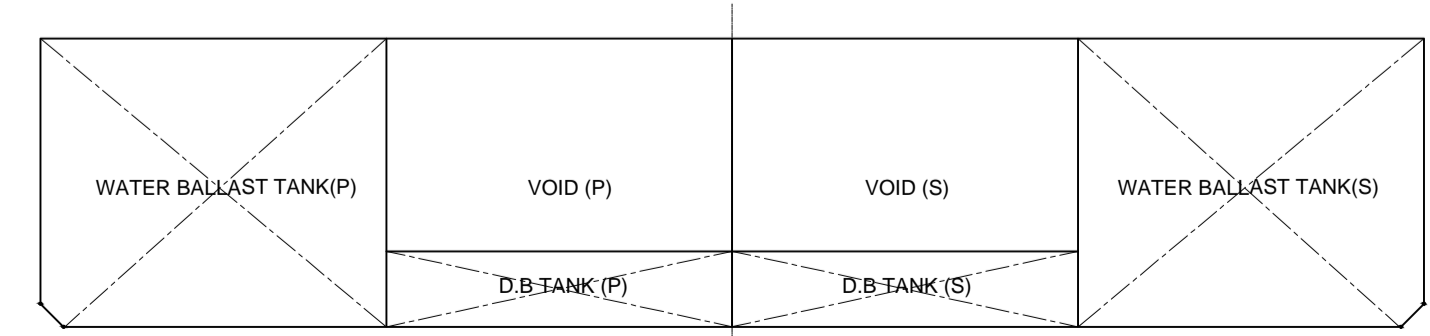 WATER BALLAST TANK(P)
VOID (P)
VOID (S)
WATER BALLAST TANK(S)
D.B TANK (P)
D.B TANK (S)